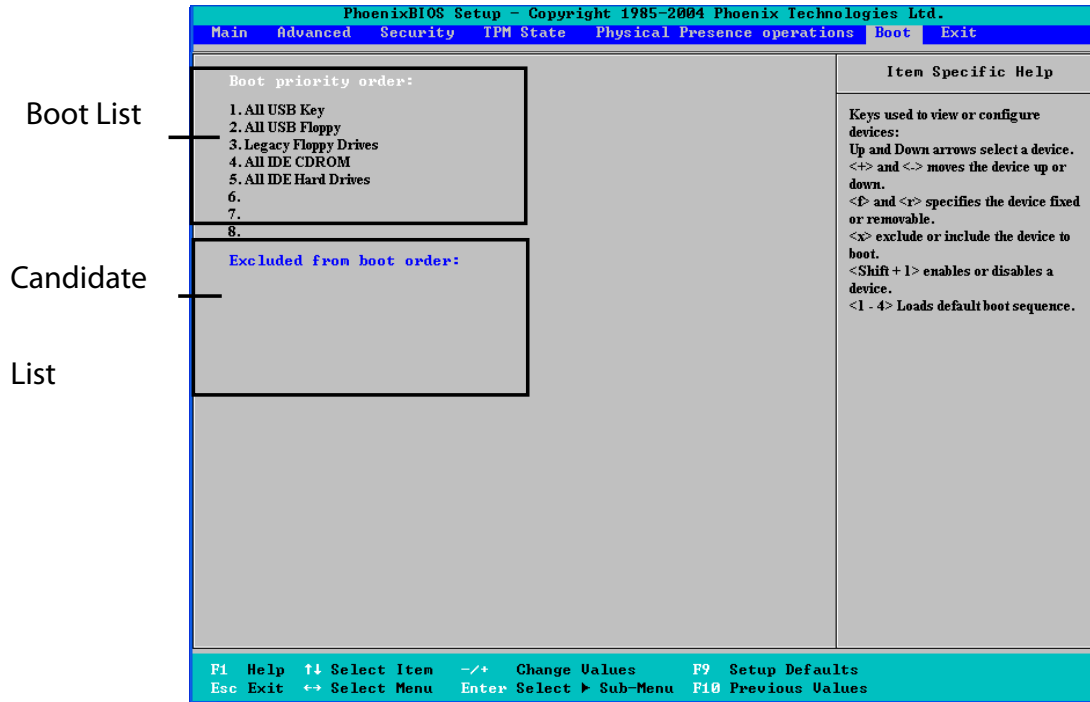 PhoenixBIOS Setup - Copyright 1985-2004 Phoenix Technologies Ltd.
Main Advanced Security TPM State Physical Presence operations Boot Exit
Boot List
Boot priority order:
1. All USB Key
2. All USB Floppy
3. Legacy Floppy Drives
4. All IDE CDROM
5. All IDE Hard Drives
6.
7.
8.
Candidate
List
Excluded from boot order:
Item Specific Help
Keys used to view or configure
devices:
Up and Down arrows select a device.
<+> and <-> moves the device up or
down.
<f> and <r> specifies the device fixed
or removable.
<x> exclude or include the device to
boot.
<Shift + 1> enables or disables a
device.
<1 - 4> Loads default boot sequence.
F1 Help ↑↓ Select Item -/+ Change Values F9 Setup Defaults
Esc Exit ↔ Select Menu Enter Select ▶ Sub-Menu F10 Previous Values